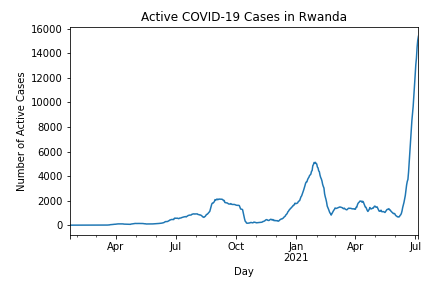 Active COVID-19 Cases in Rwanda
16000
14000
12000
10000
8000
6000
4000
2000
0
Number of Active Cases
Apr Jul Oct Jan Apr Jul
2021
Day